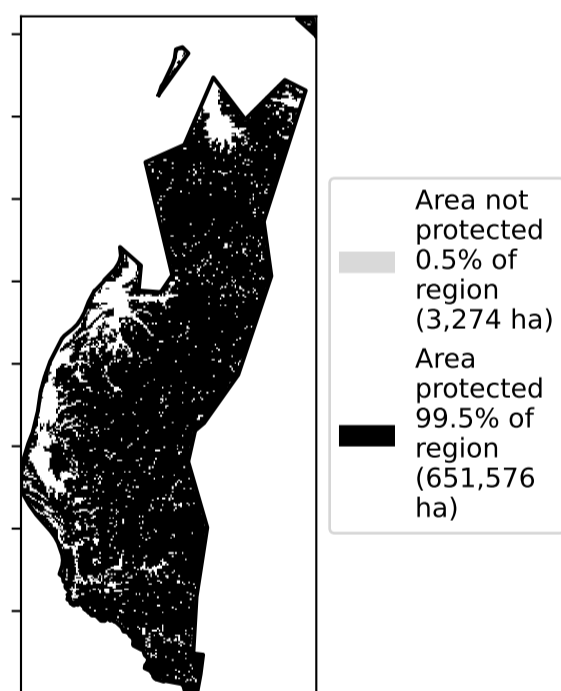 Area not
protected
0.5% of
region
(3,274 ha)
Area
protected
99.5% of
region
(651,576
ha)